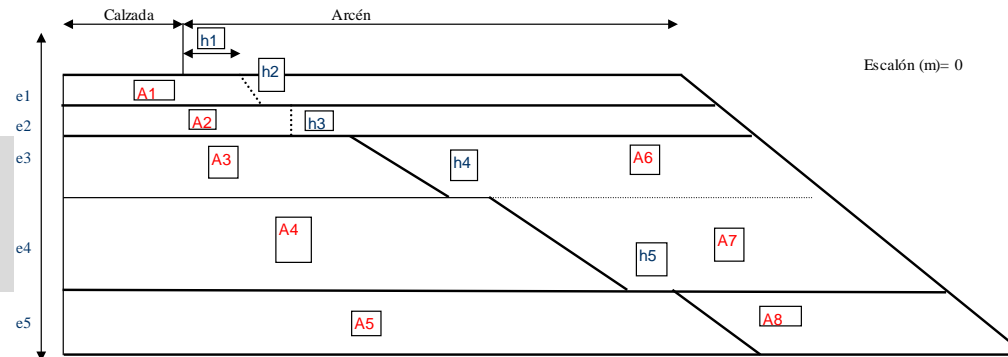 Calzada Arcén
h1
h2
Escalón (m)= 0
e1 A1
e2 A2 h3
e3 A3 h4 A6
e4 A4 h5 A7
e5 A5 A8